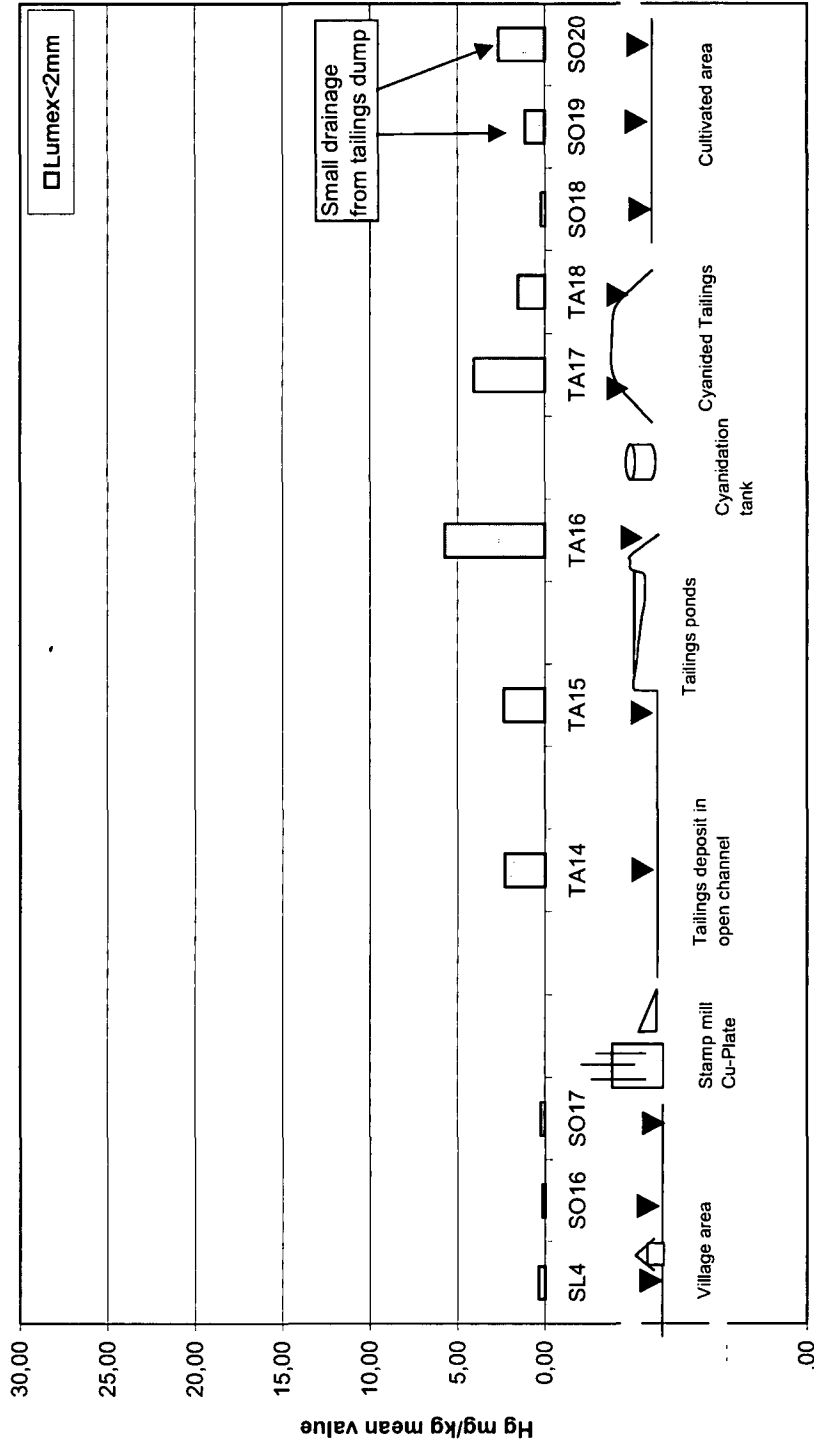 Hg mg/kg mean value
30,00
25,00
20,00
15,00
10,00
5,00
0,00
.00
Lumex<2mm
Small drainage
from tailings dump
SL4
SO16
SO17
TA14
TA15
TA16
TA17
TA18
SO18
SO19
SO20
Village area
Stamp mill
Cu-Plate
Tailings deposit in
open channel
Tailings ponds
Cyanidation
tank
Cyanided Tailings
Cultivated area